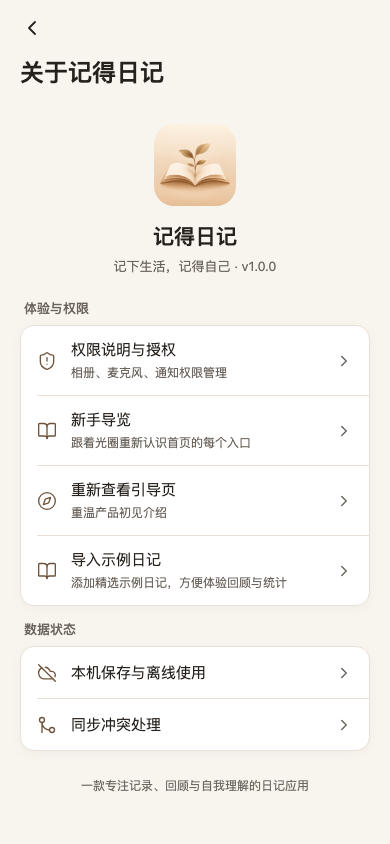 关于记得日记
记得日记
记下生活，记得自己 · v1.0.0
体验与权限
权限说明与授权
相册、麦克风、通知权限管理
新手导览
跟着光圈重新认识首页的每个入口
重新查看引导页
重温产品初见介绍
导入示例日记
添加精选示例日记，方便体验回顾与统计
数据状态
本机保存与离线使用
同步冲突处理
一款专注记录、回顾与自我理解的日记应用